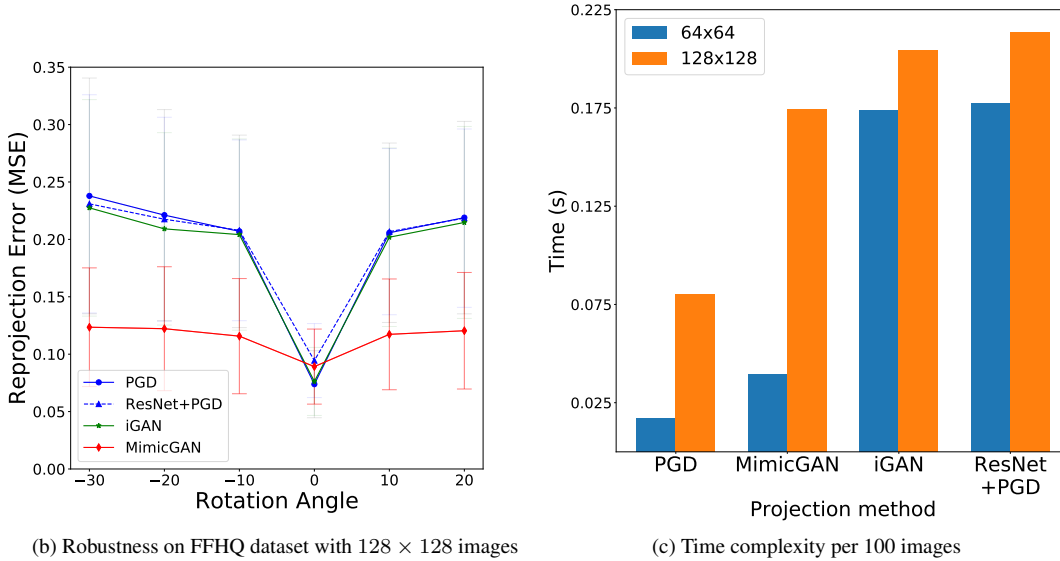 0.35
0.30
0.25
0.20
0.15
0.10
0.05
0.00
Reprojection Error (MSE)
PGD
ResNet+PGD
iGAN
MimicGAN
−30
−20
−10
0
10
20
Rotation Angle
(b) Robustness on FFHQ dataset with 128 × 128 images
0.225
0.175
0.125
0.075
0.025
Time (s)
64x64
128x128
PGD
MimicGAN
iGAN
ResNet
+PGD
Projection method
(c) Time complexity per 100 images